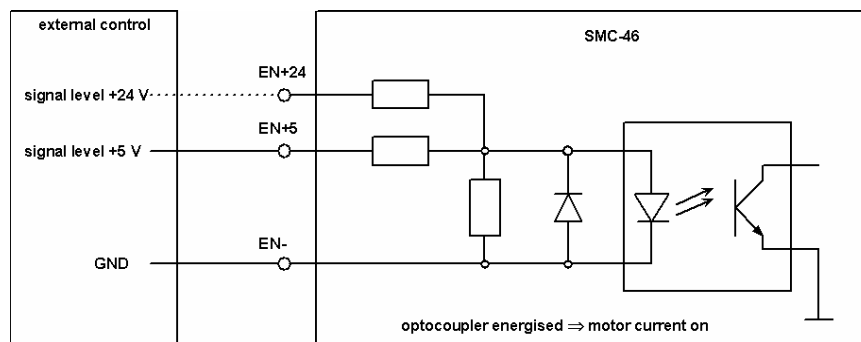 external control
SMC-46
EN+24
signal level +24 V
EN+5
signal level +5 V
EN-
GND
optocoupler energised ⇒ motor current on